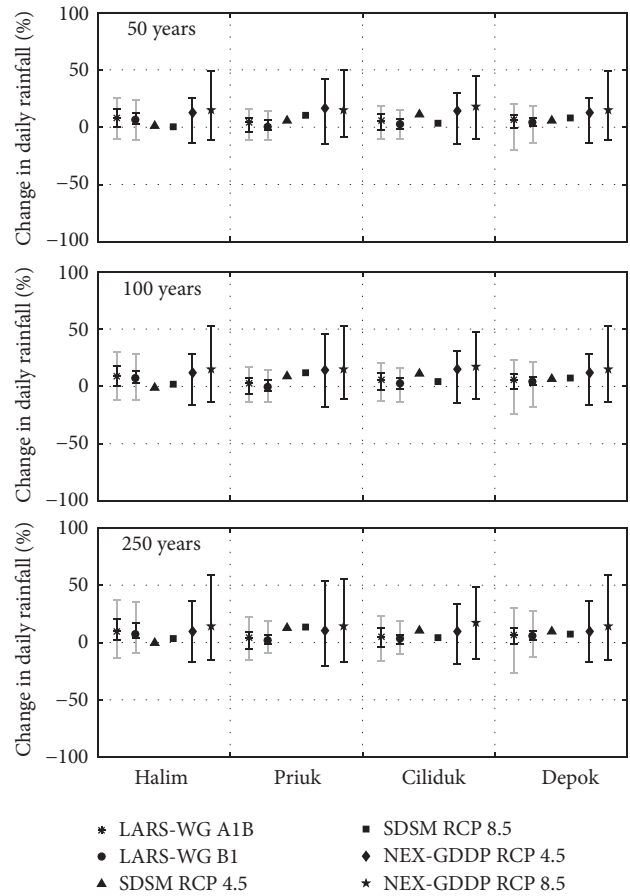 50 years
100
50
0
−50
−100
Change in daily rainfall (%)
100 years
100
50
0
−50
−100
Change in daily rainfall (%)
250 years
100
50
0
−50
−100
Change in daily rainfall (%)
Halim Priuk Ciliduk Depok
LARS-WG A1B
LARS-WG B1
SDSM RCP 4.5
SDSM RCP 8.5
NEX-GDDP RCP 4.5
NEX-GDDP RCP 8.5